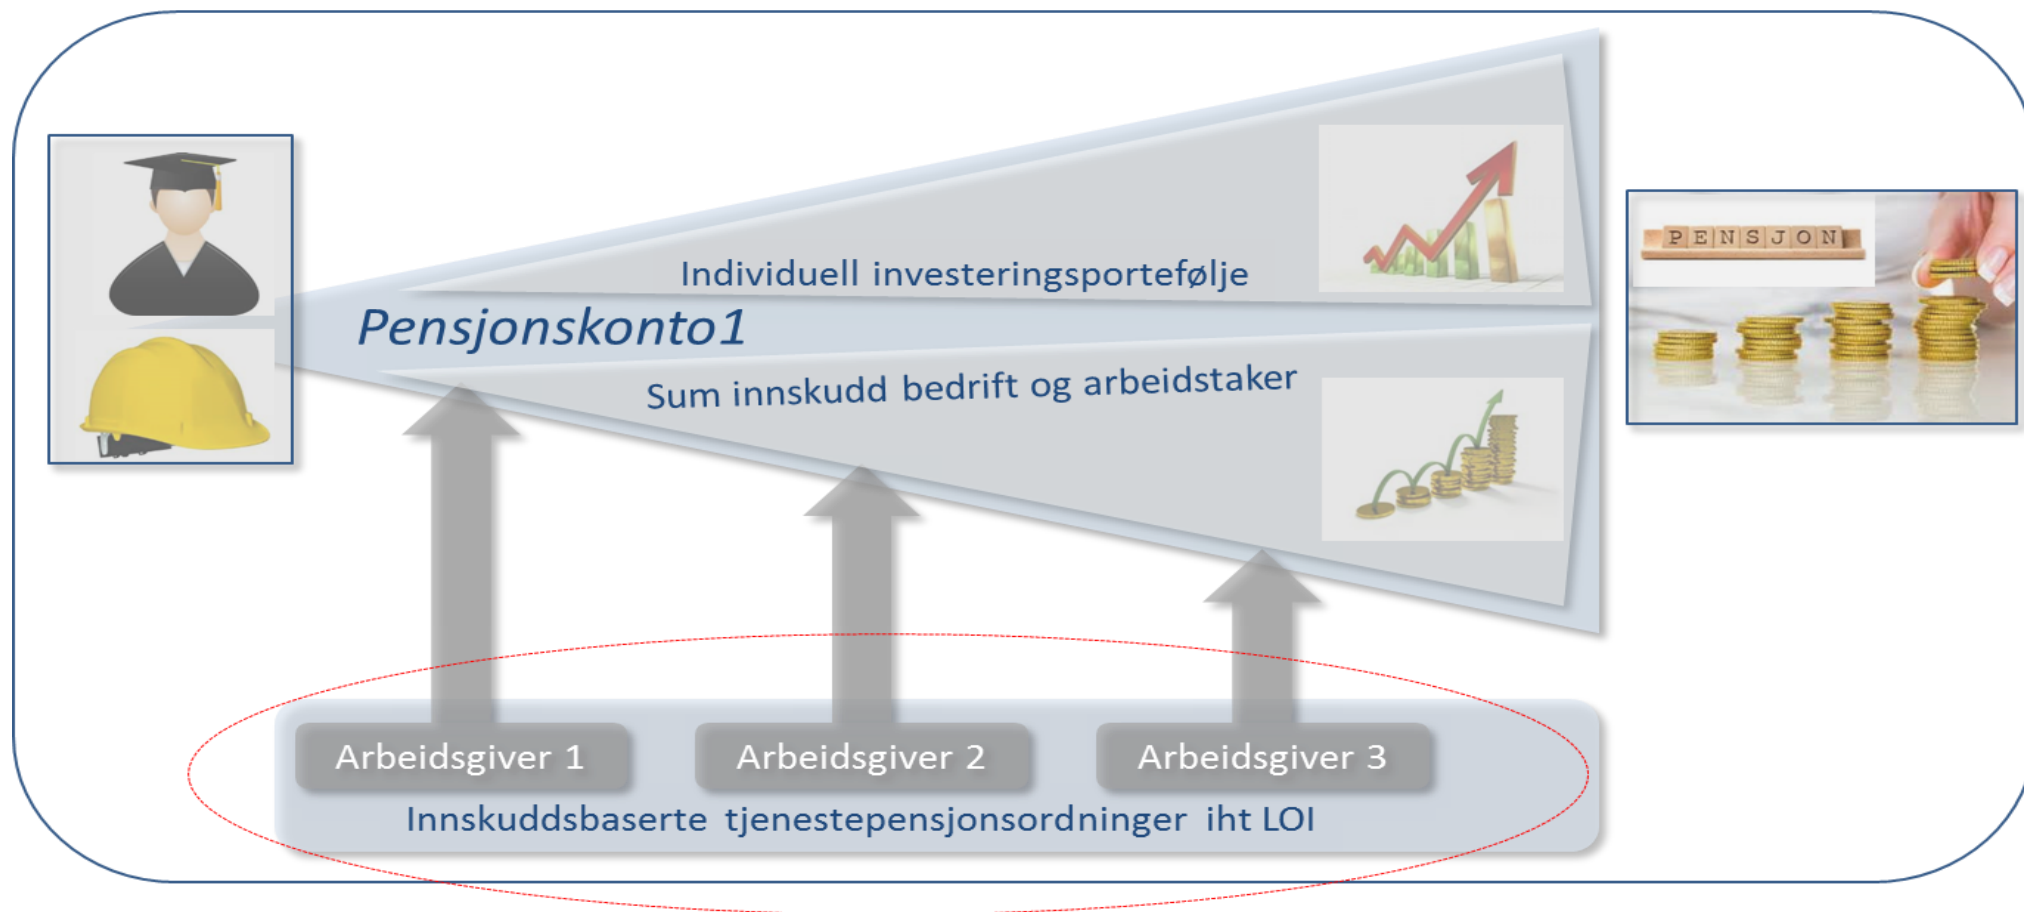 Individuell investeringsportefølje
Pensjonskonto1
Sum innskudd bedrift og arbeidstaker
PENSJON
Arbeidsgiver 1
Arbeidsgiver 2
Arbeidsgiver 3
Innskuddsbaserte tjenestepensjonsordninger iht LOI